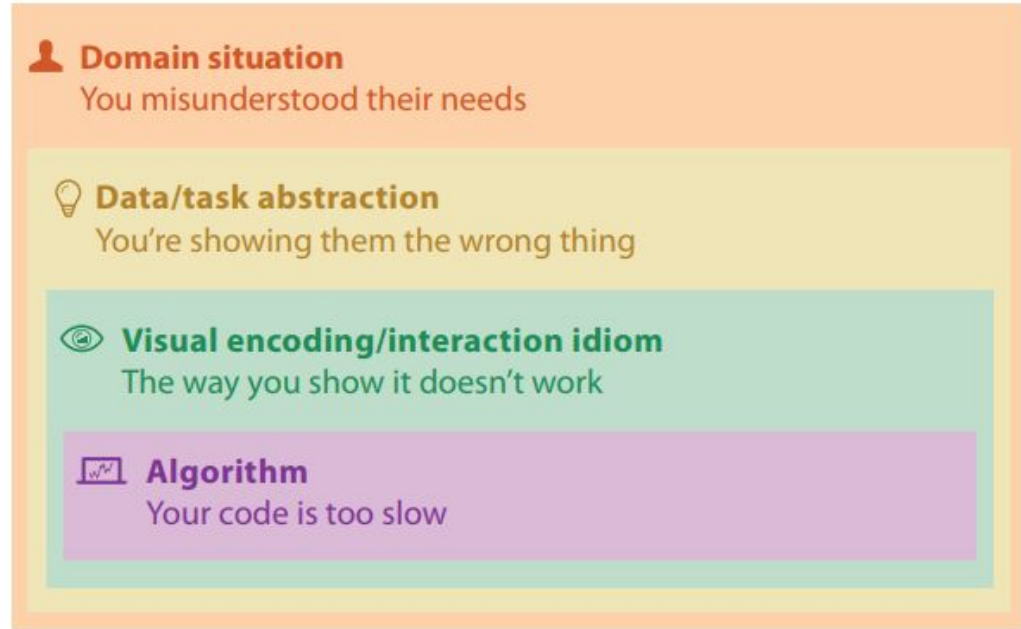 Domain situation
You misunderstood their needs
Data/task abstraction
You're showing them the wrong thing
Visual encoding/interaction idiom
The way you show it doesn't work
Algorithm
Your code is too slow